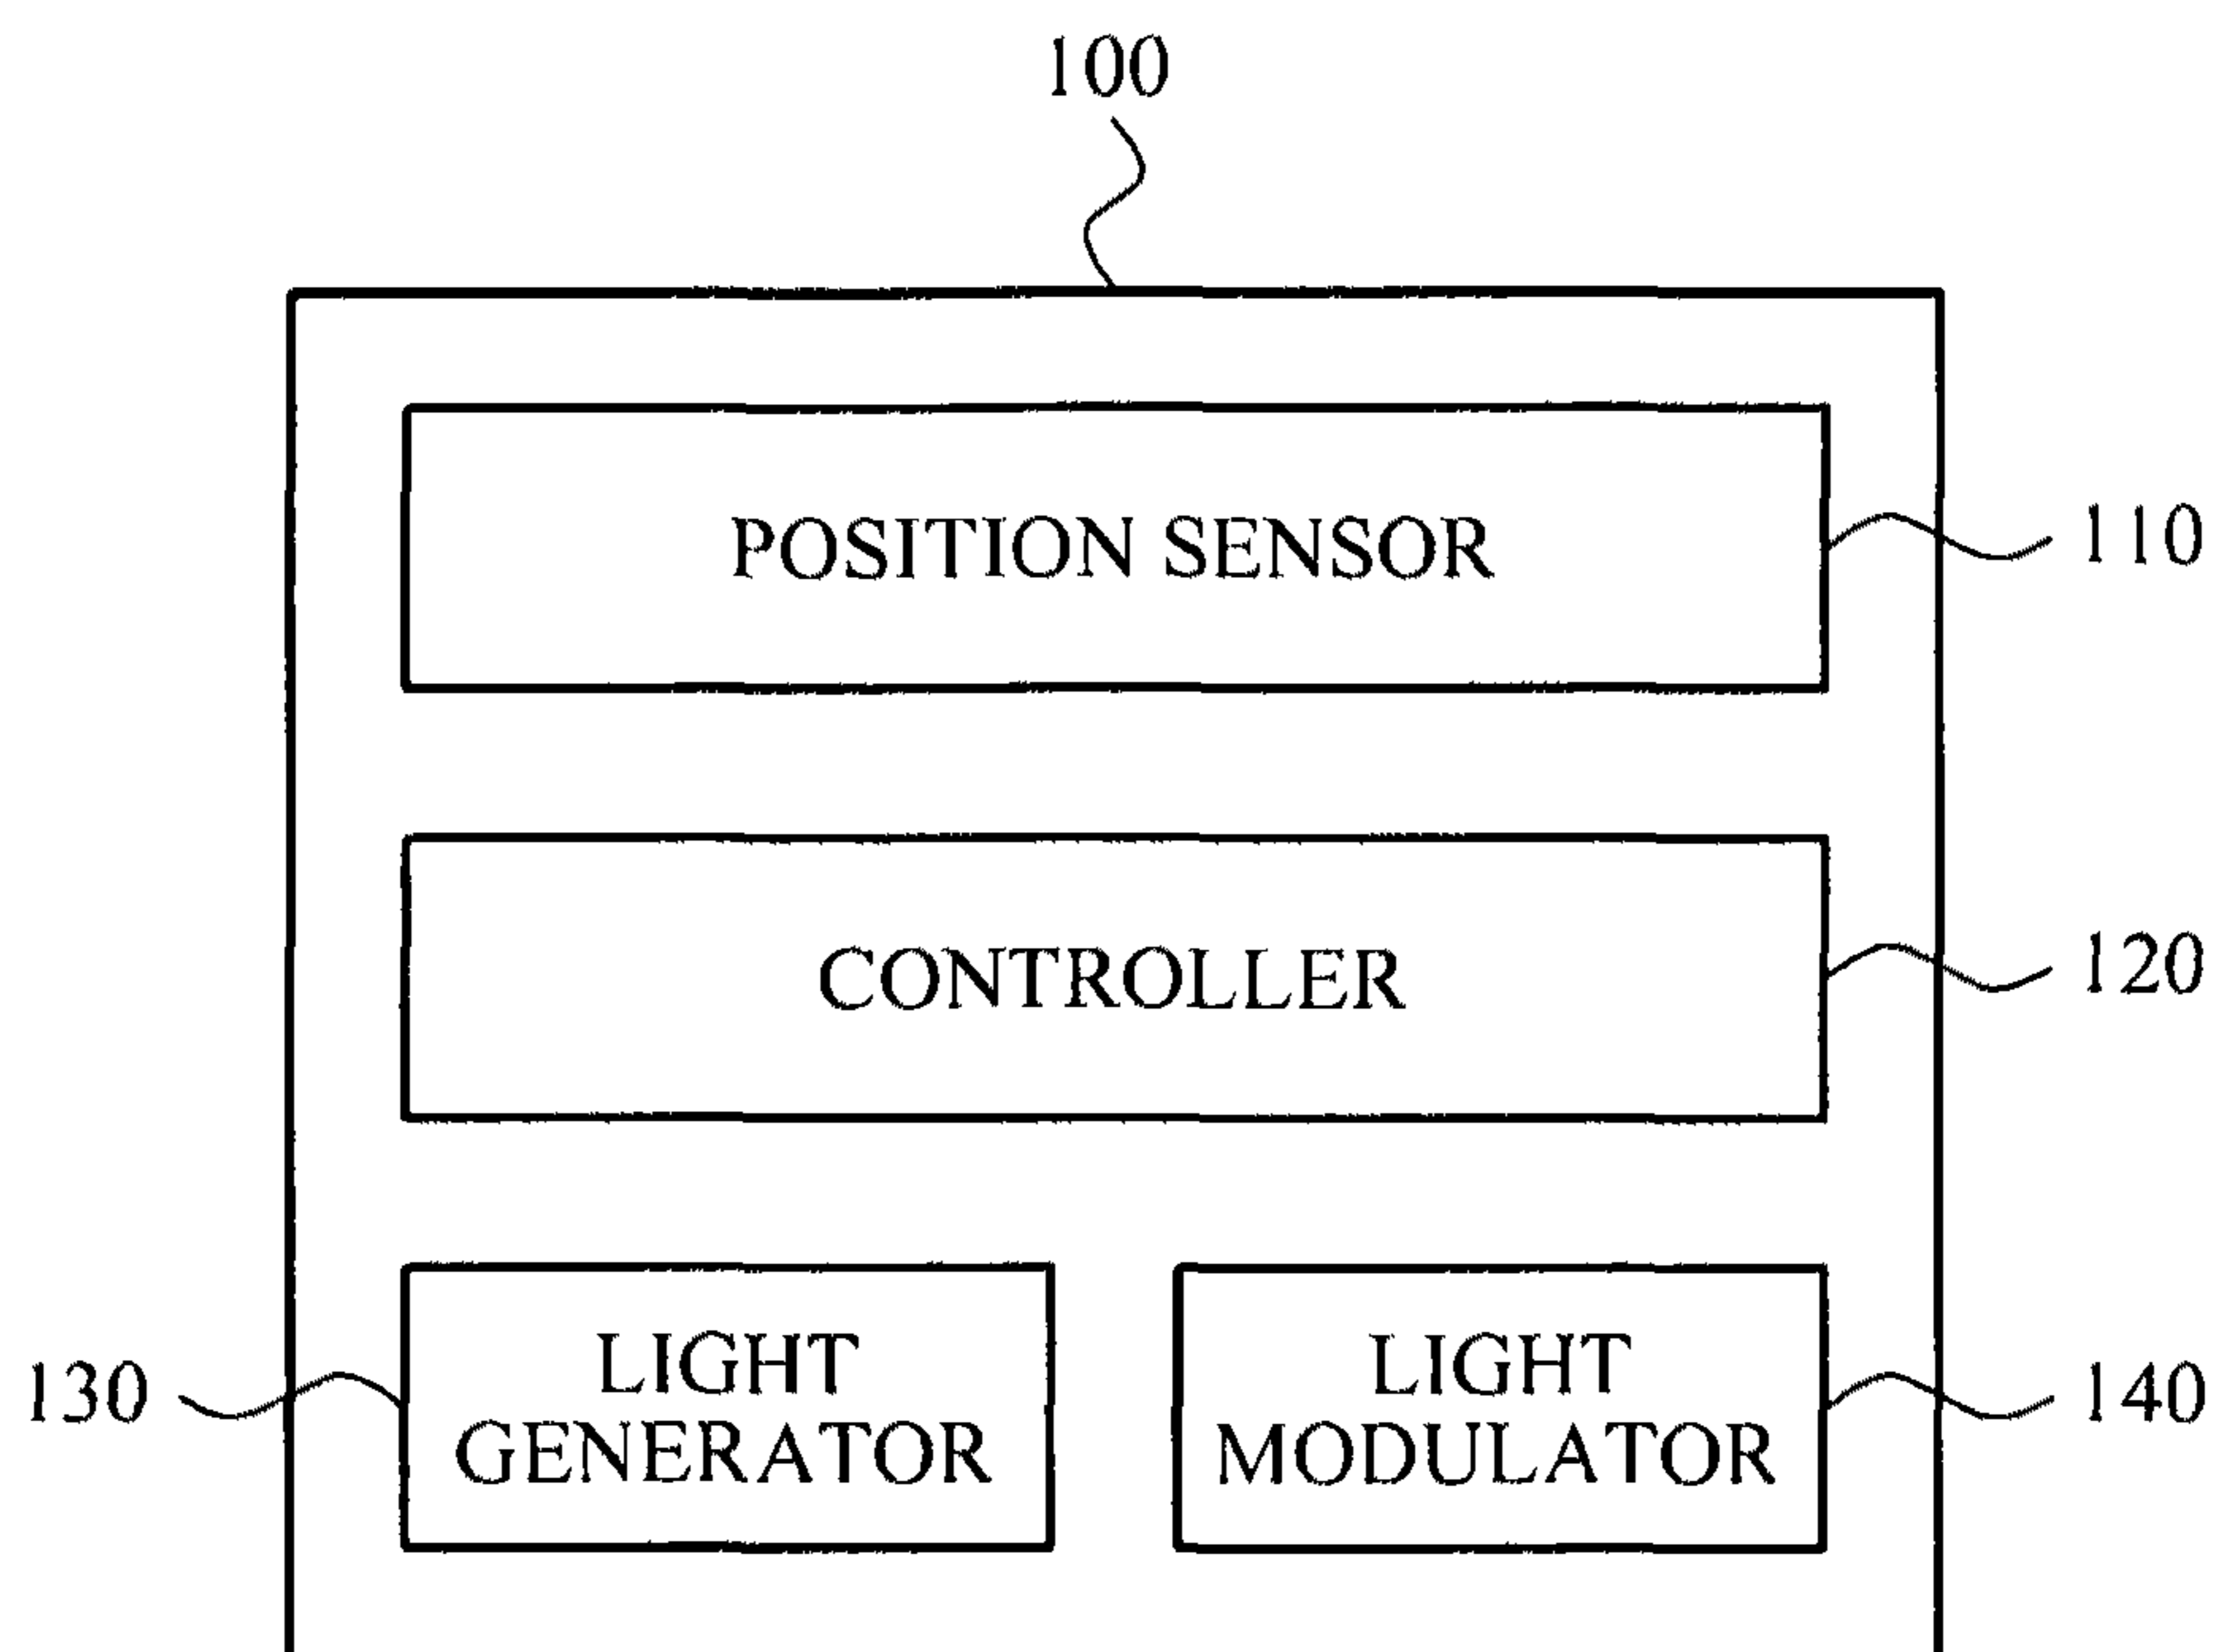 100
POSITION SENSOR
110
CONTROLLER
120
130
LIGHT
GENERATOR
LIGHT
MODULATOR
140